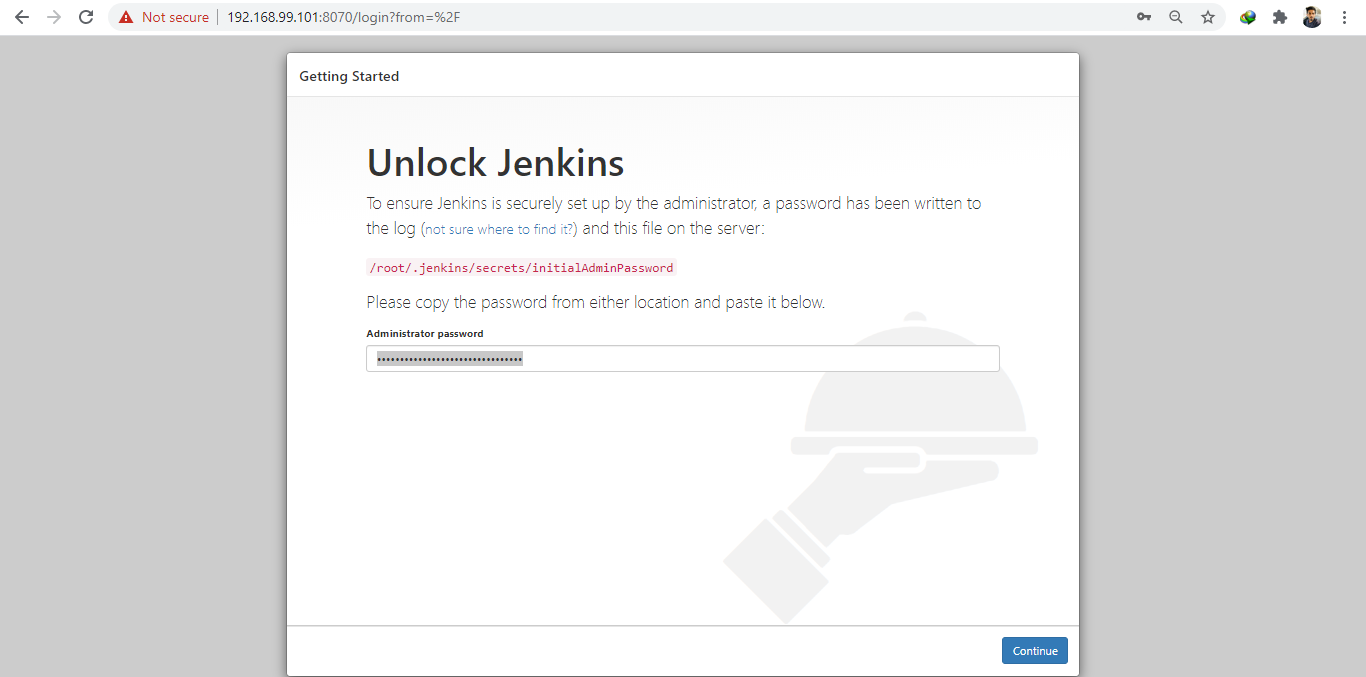 Not secure
192.168.99.101:8070/login?from=%2F
Getting Started
Unlock Jenkins
To ensure Jenkins is securely set up by the administrator, a password has been written to
the log (not sure where to find it?) and this file on the server:
/root/.jenkins/secrets/initialAdminPassword
Please copy the password from either location and paste it below.
Administrator password
Continue